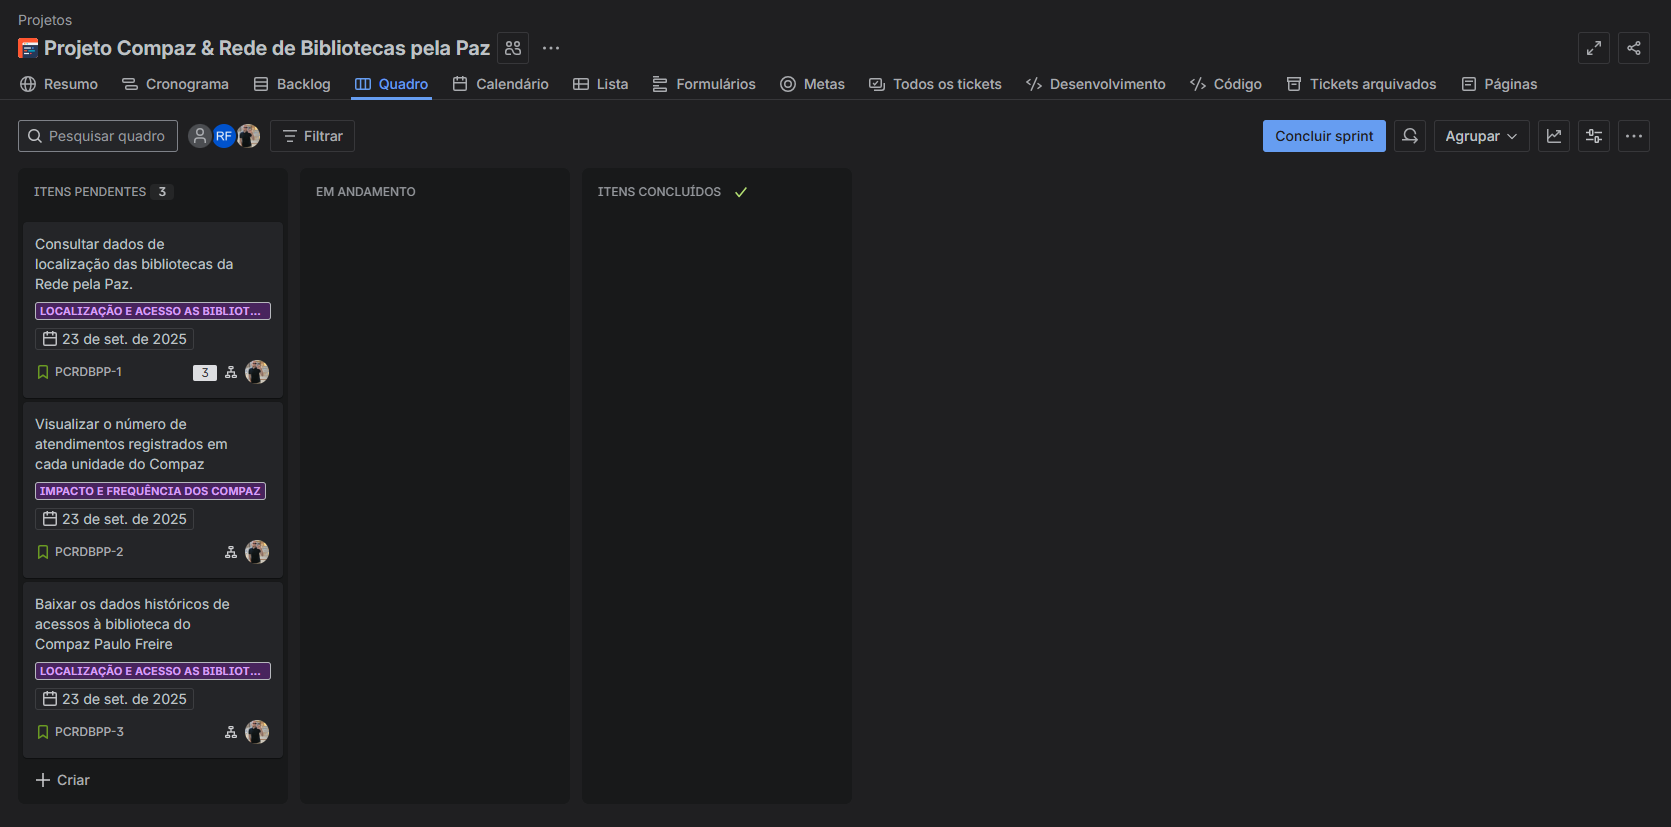 Projetos
Projeto Compaz & Rede de Bibliotecas pela Paz
Resumo Cronograma Backlog Quadro Calendário Lista Formulários Metas Todos os tickets Desenvolvimento Código Tickets arquivados Páginas
Pesquisar quadro RF Filtrar Concluir sprint Agrupar
ITENS PENDENTES 3
Consultar dados de
localização das bibliotecas da
Rede pela Paz.
LOCALIZAÇÃO E ACESSO AS BIBLIOT...
23 de set. de 2025
PCRDBPP-1 3
Visualizar o número de
atendimentos registrados em
cada unidade do Compaz
IMPACTO E FREQUÊNCIA DOS COMPAZ
23 de set. de 2025
PCRDBPP-2
Baixar os dados históricos de
acessos à biblioteca do
Compaz Paulo Freire
LOCALIZAÇÃO E ACESSO AS BIBLIOT...
23 de set. de 2025
PCRDBPP-3
Criar
EM ANDAMENTO
ITENS CONCLUÍDOS